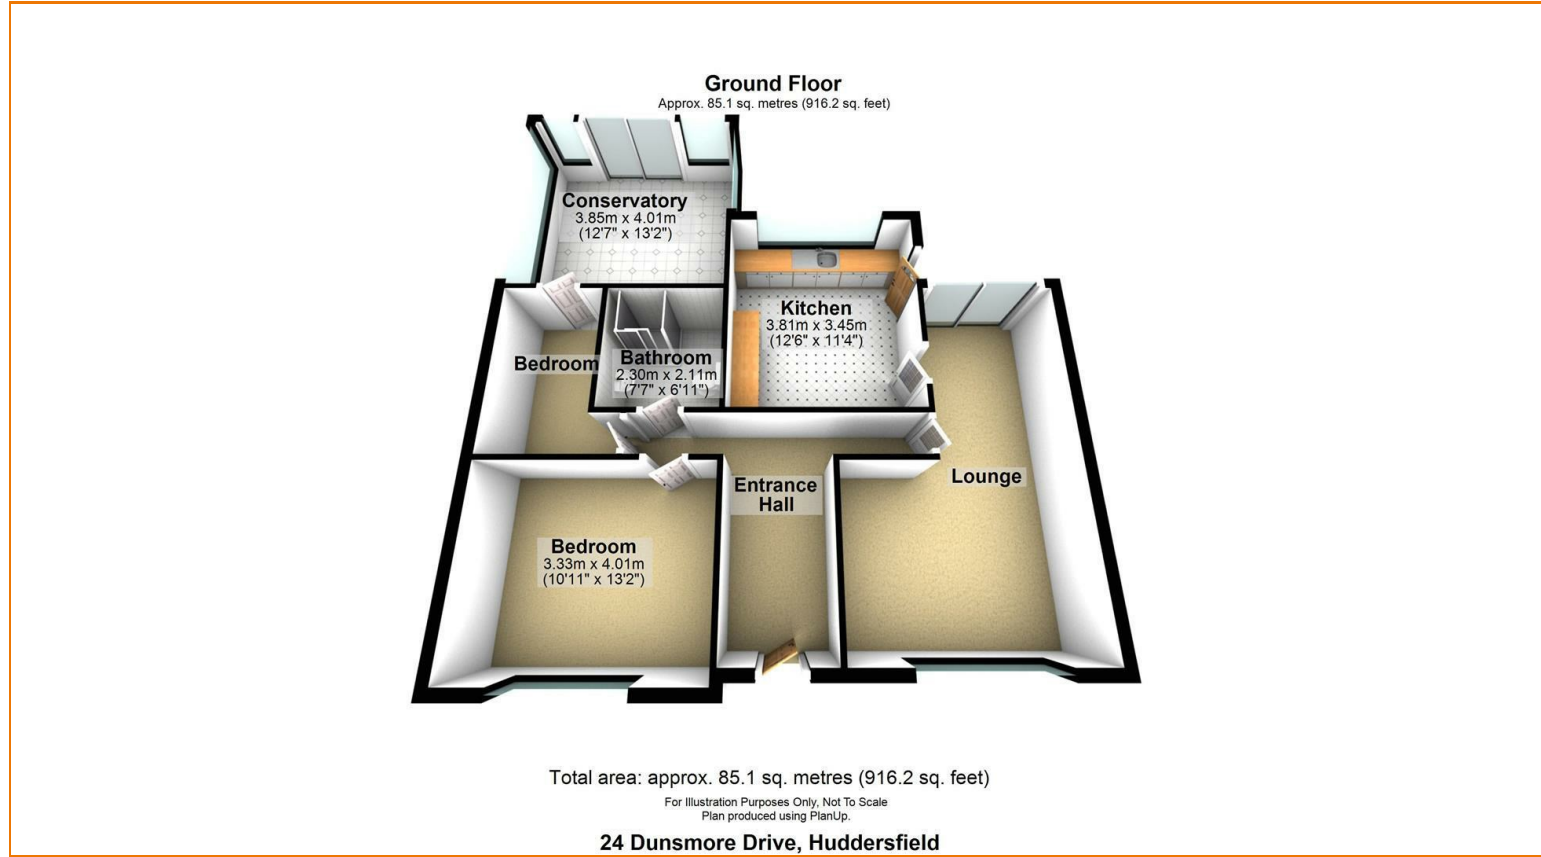 Ground Floor
Approx. 85.1 sq. metres (916.2 sq. feet)
Conservatory
3.85m x 4.01m
(12'7" x 13'2")
Kitchen
3.81m x 3.45m
(12'6" x 11'4")
Bedroom
Bathroom
2.30m x 2.11m
(7'7" x 6'11")
Lounge
Entrance
Hall
Bedroom
3.33m x 4.01m
(10'11" x 13'2")
Total area: approx. 85.1 sq. metres (916.2 sq. feet)
For Illustration Purposes Only, Not To Scale
Plan produced using PlanUp.
24 Dunsmore Drive, Huddersfield